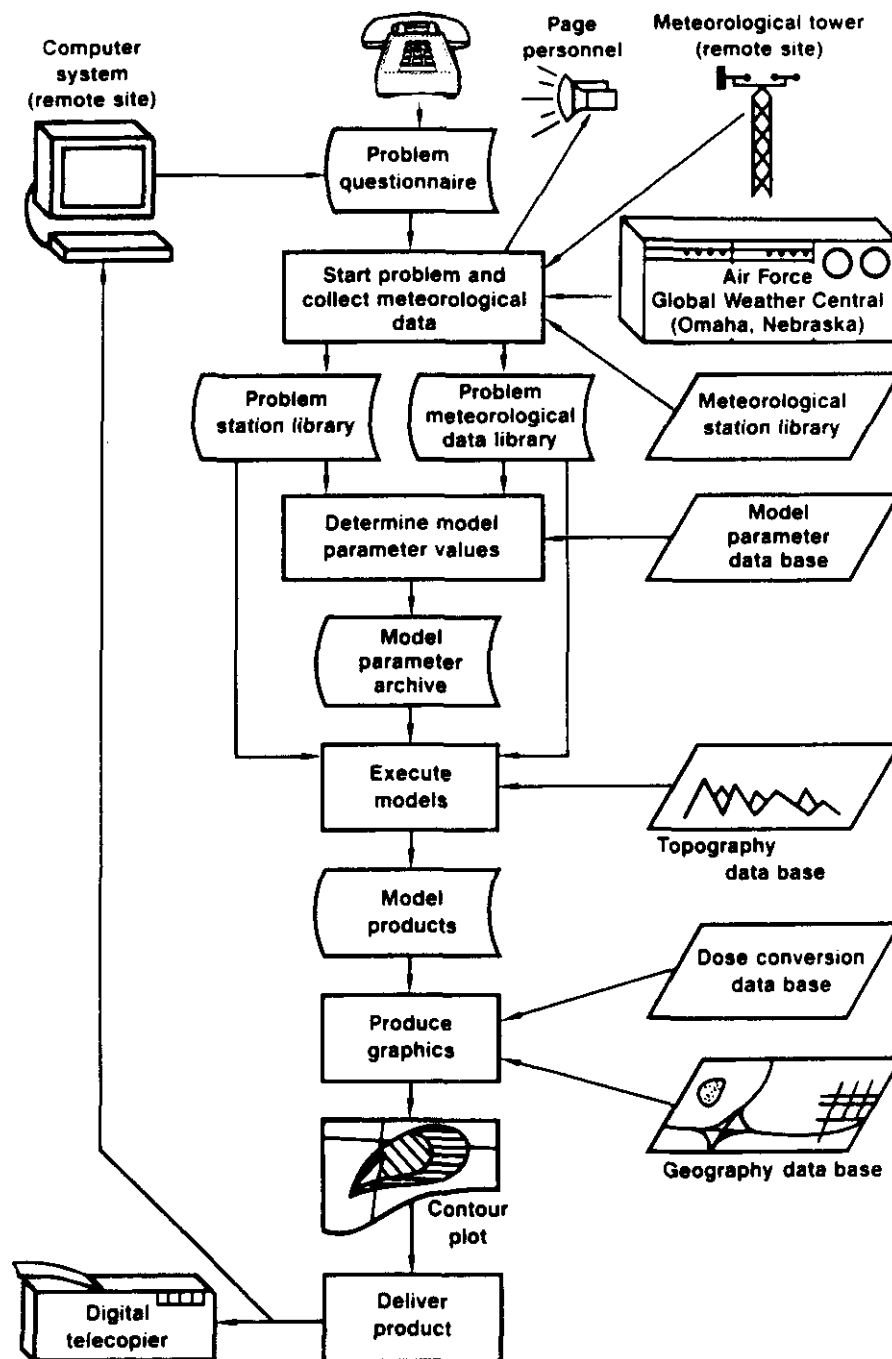 Computer
system
(remote site)
Page
personnel
Meteorological tower
(remote site)
Problem
questionnaire
Start problem and
collect meteorological
data
Air Force
Global Weather Central
(Omaha, Nebraska)
Problem
station library
Problem
meteorological
data library
Meteorological
station library
Determine model
parameter values
Model
parameter
data base
Model
parameter
archive
Execute
models
Topography
data base
Model
products
Dose conversion
data base
Produce
graphics
Geography data base
Contour
plot
Digital
telecopier
Deliver
product